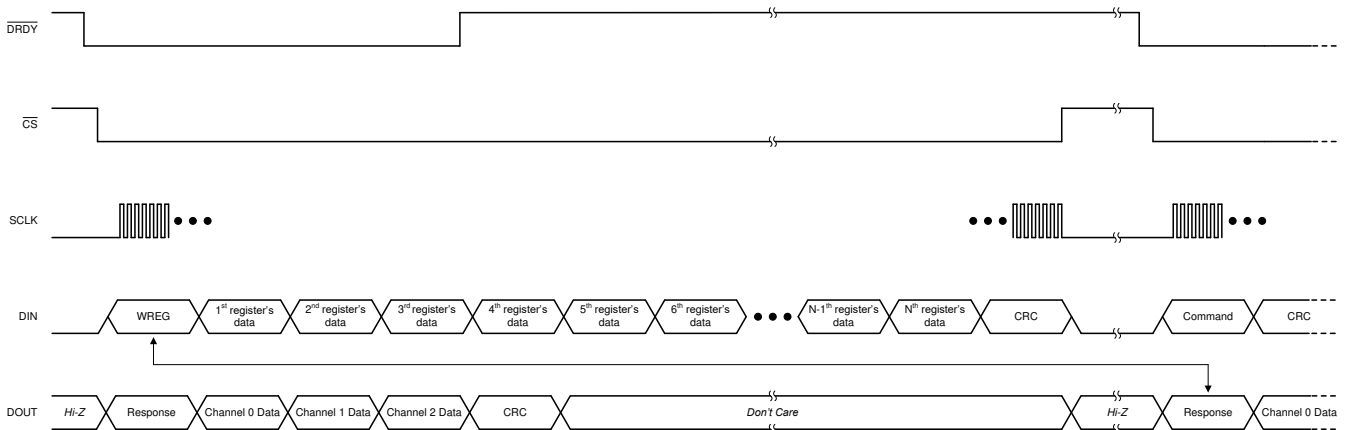 DRDY
CS
SCLK
DIN
WREG
1st register's
data
2nd register's
data
3rd register's
data
4th register's
data
5th register's
data
6th register's
data
N-1th register's
data
Nth register's
data
CRC
Command
CRC
DOUT
Hi-Z
Response
Channel 0 Data
Channel 1 Data
Channel 2 Data
CRC
Don't Care
Hi-Z
Response
Channel 0 Data